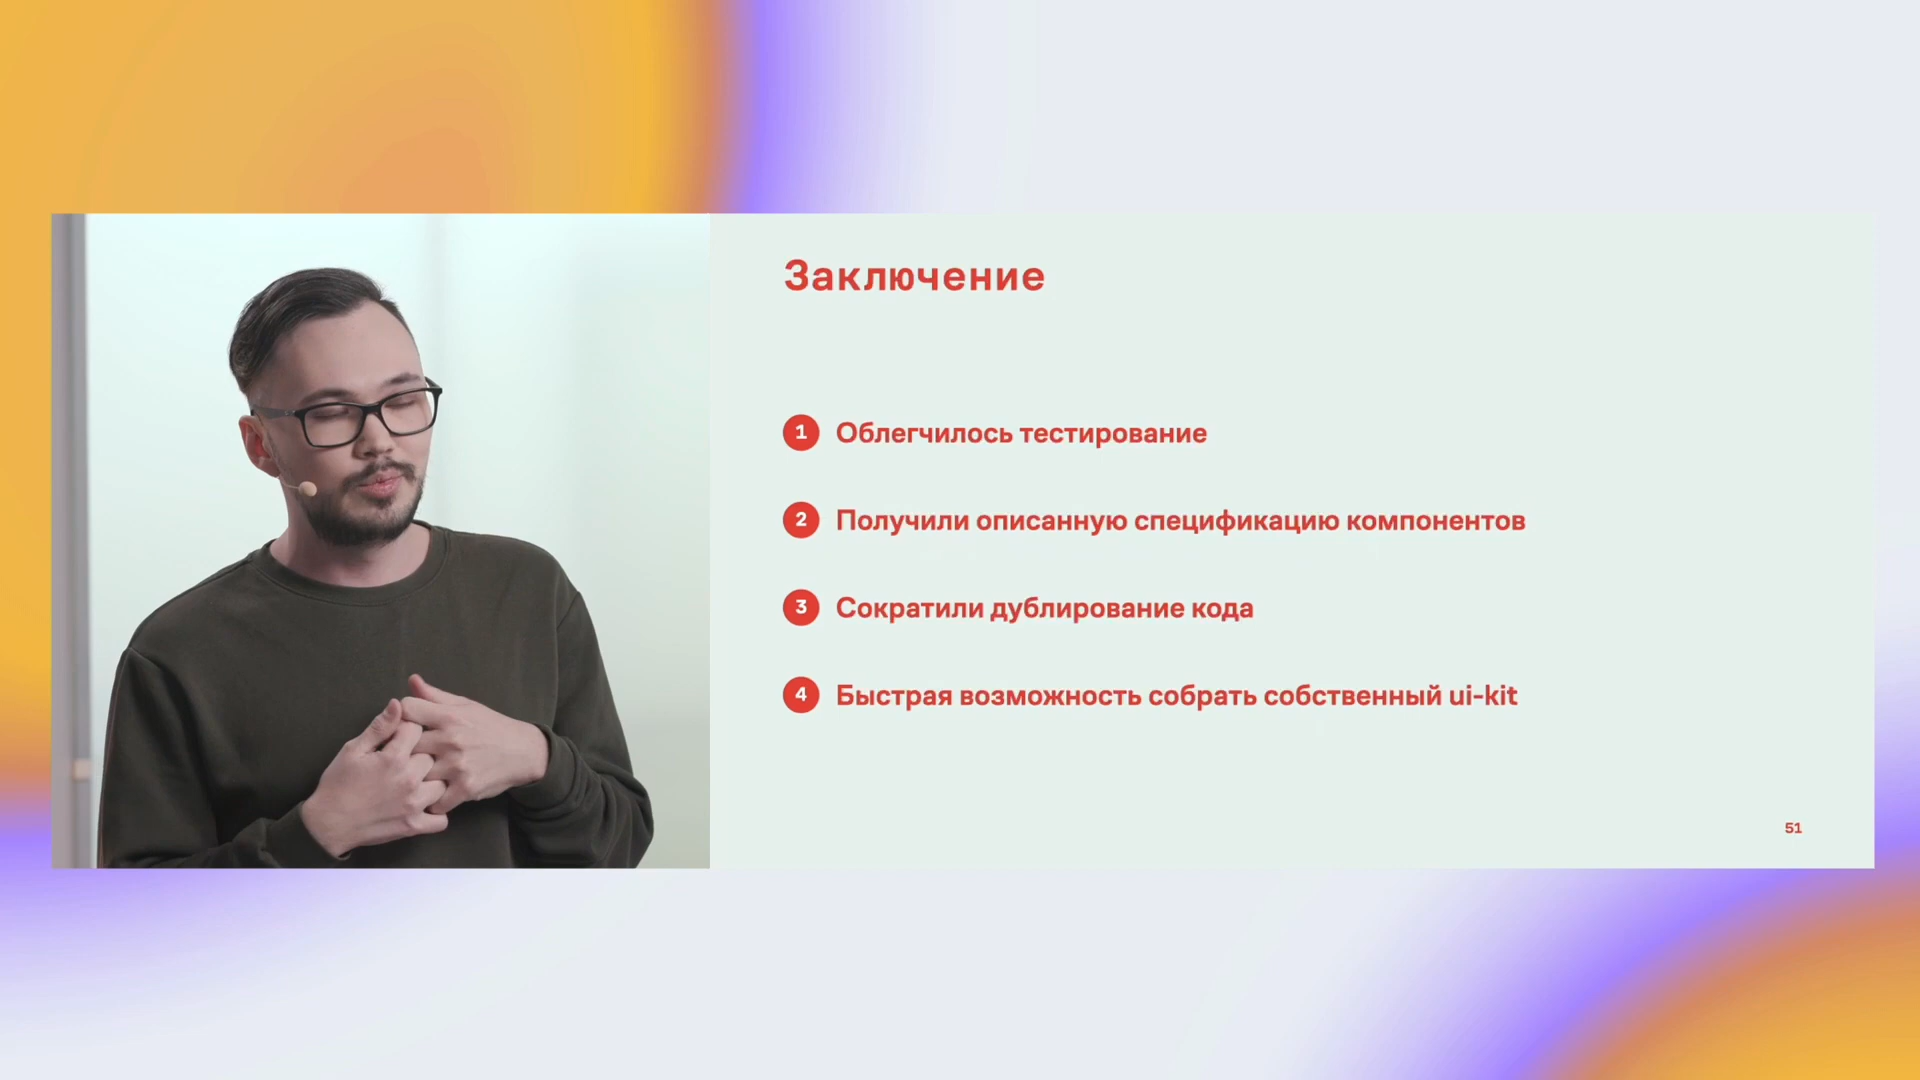 Заключение
1 Облегчилось тестирование
2 Получили описанную спецификацию компонентов
3 Сократили дублирование кода
4 Быстрая возможность собрать собственный ui-kit
51